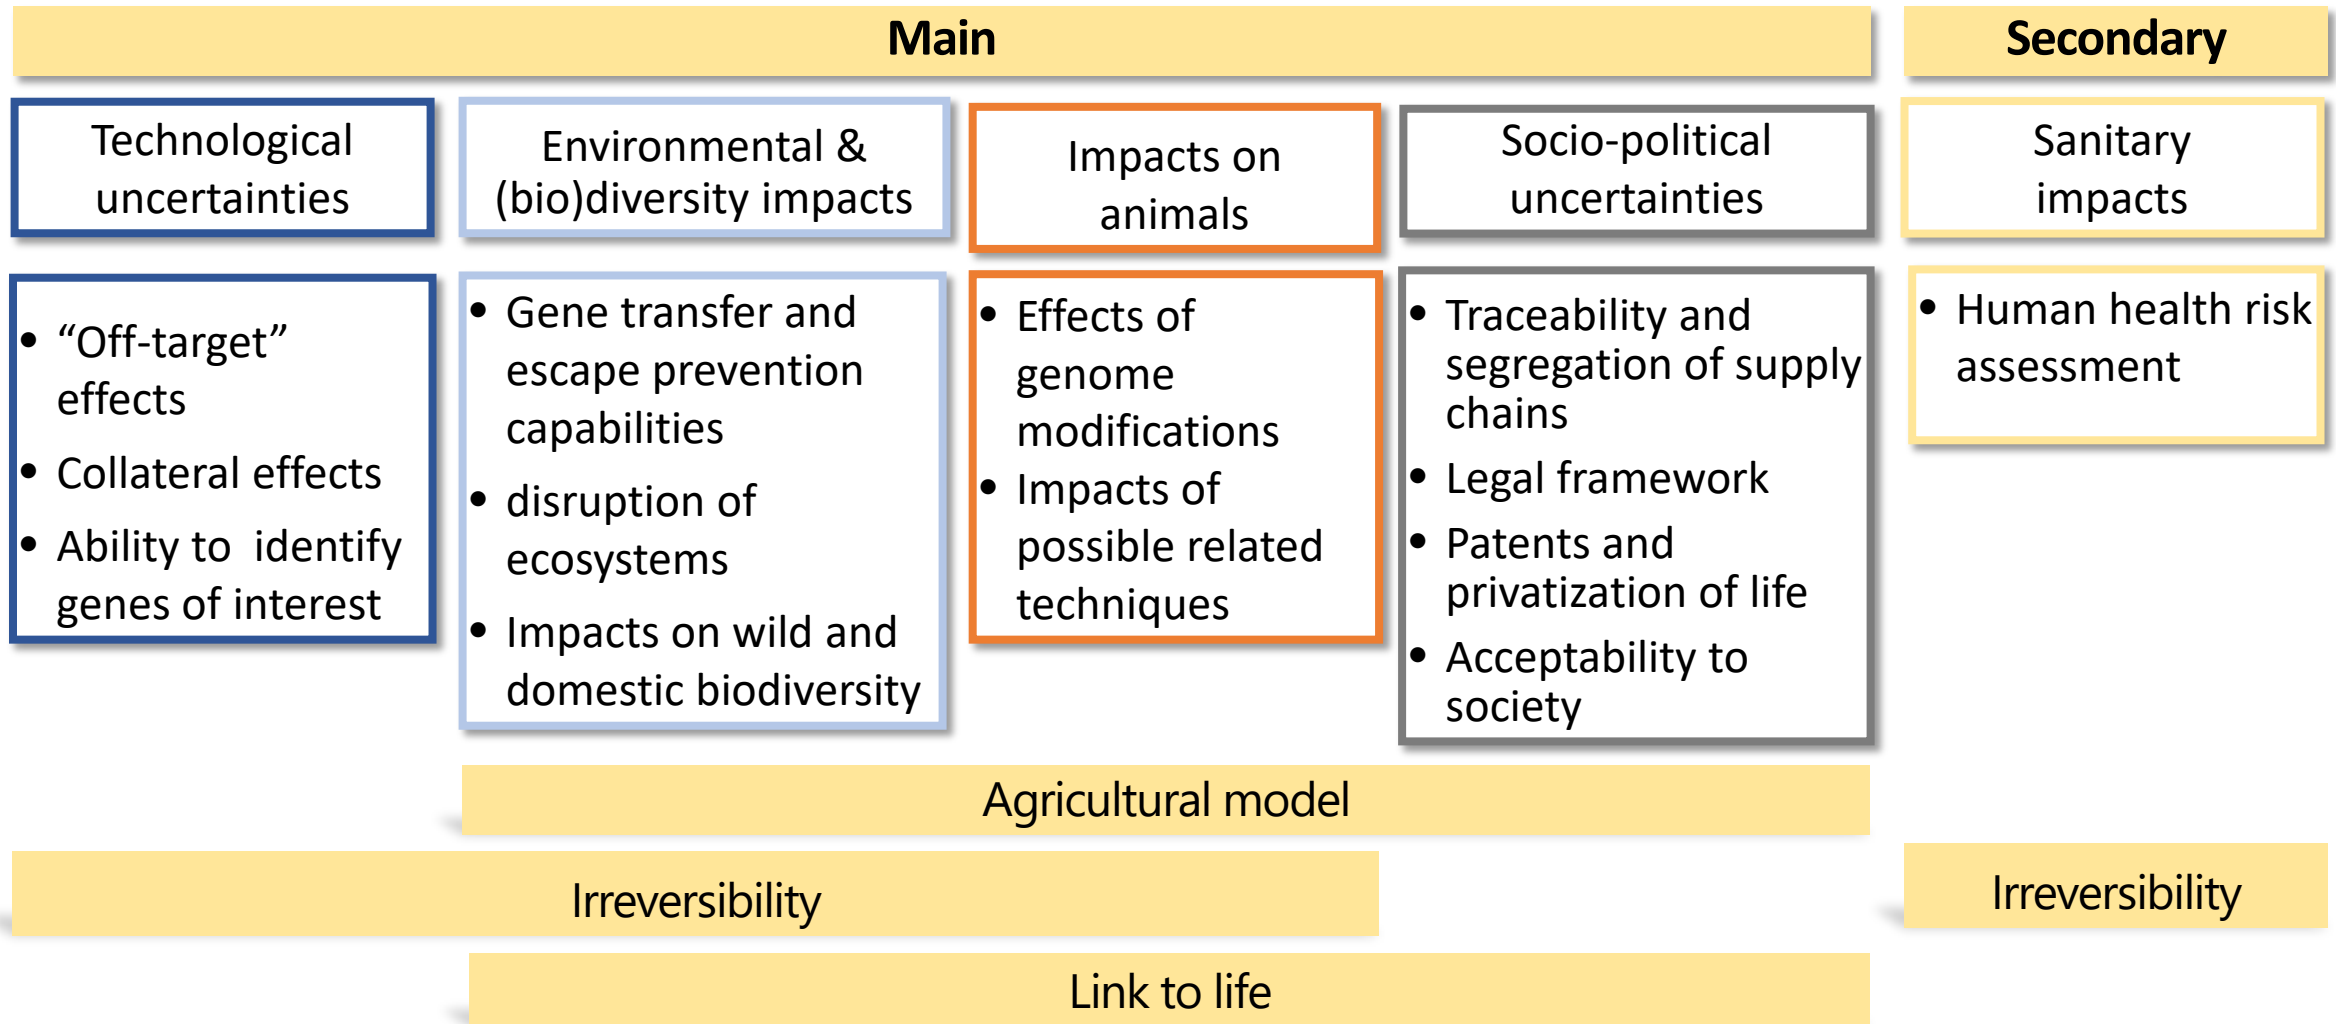 Main
Secondary
Technological
uncertainties
Environmental &
(bio)diversity impacts
Impacts on
animals
Socio-political
uncertainties
Sanitary
impacts
• “Off-target”
effects
• Collateral effects
• Ability to  identify
genes of interest
• Gene transfer and
escape prevention
capabilities
• disruption of
ecosystems
• Impacts on wild and
domestic biodiversity
• Effects of
genome
modifications
• Impacts of
possible related
techniques
• Traceability and
segregation of supply
chains
• Legal framework
• Patents and
privatization of life
• Acceptability to
society
• Human health risk
assessment
Agricultural model
Irreversibility
Irreversibility
Link to life